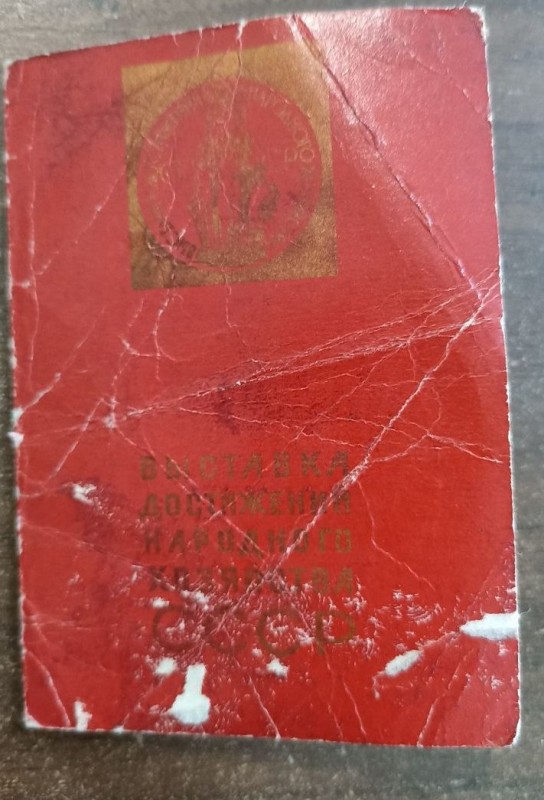 ВЫСТАВКА
ДОСТИЖЕНИЙ
НАРОДНОГО
ХОЗЯЙСТВА
СССР